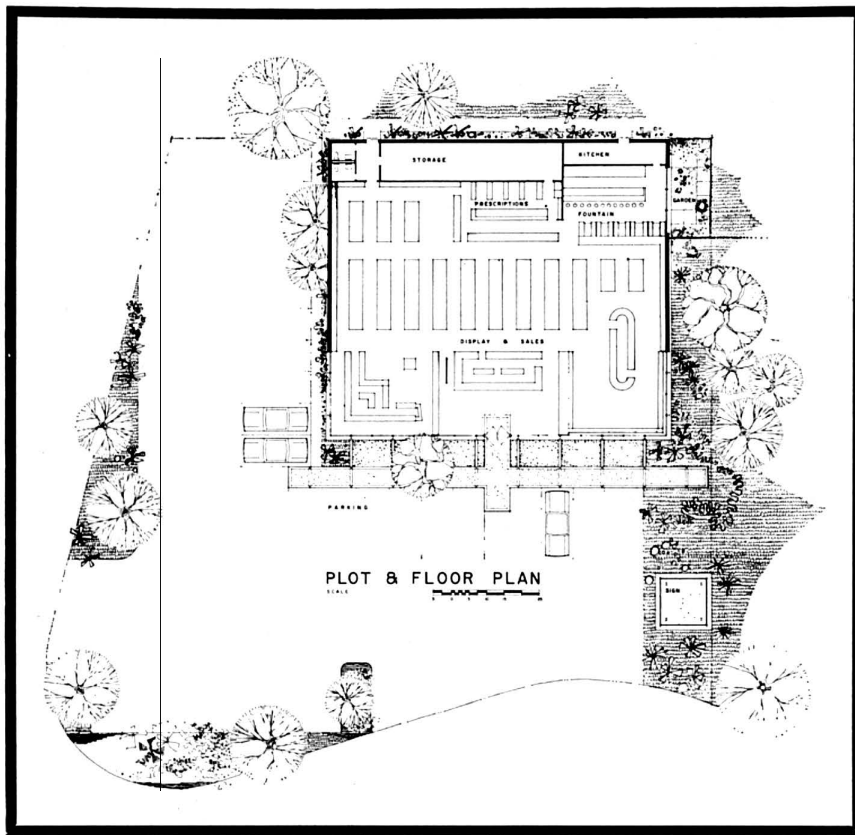 STORAGE
KITCHEN
PRESCRIPTIONS
GARDEN
FOUNTAIN
DISPLAY & SALES
PARKING
PLOT & FLOOR PLAN
SCALE
SIGN